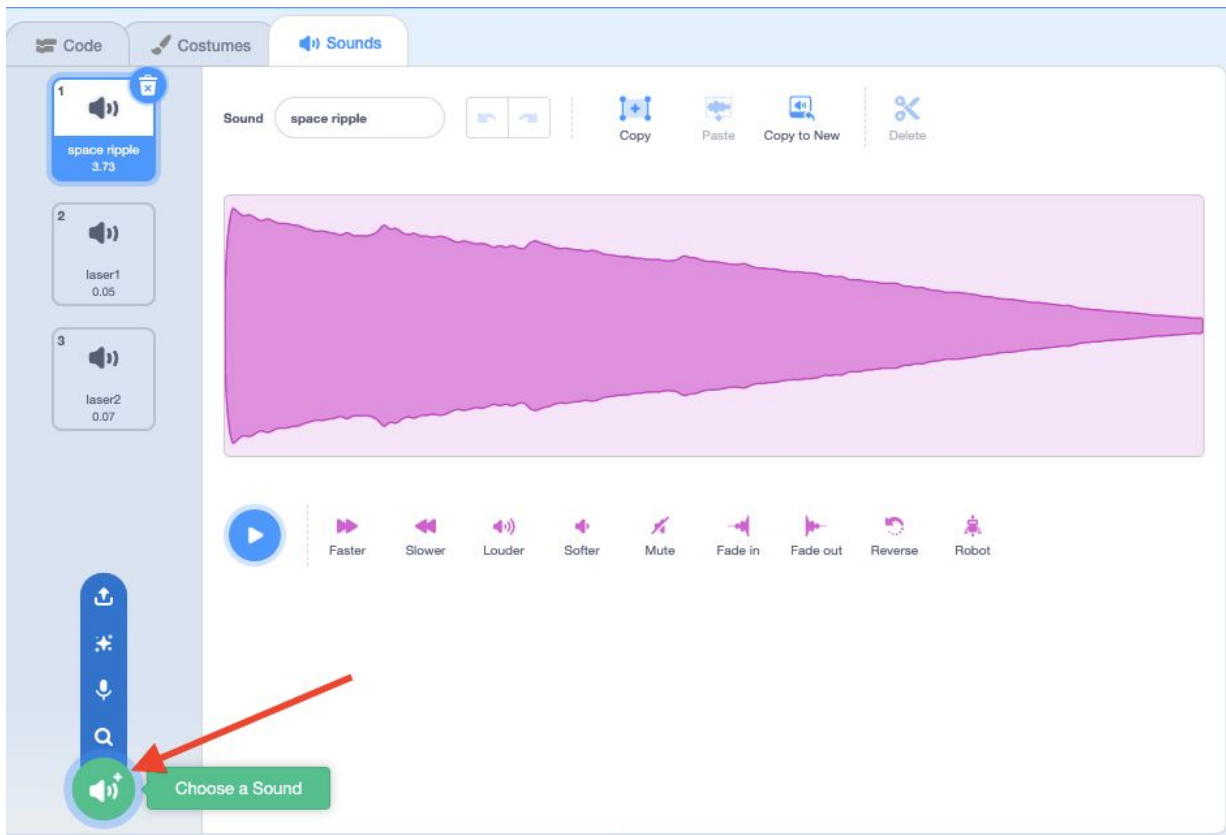 Code
Costumes
Sounds
1
space ripple
3.73
2
laser1
0.05
3
laser2
0.07
Sound
space ripple
Copy
Paste
Copy to New
Delete
Faster
Slower
Louder
Softer
Mute
Fade in
Fade out
Reverse
Robot
Choose a Sound